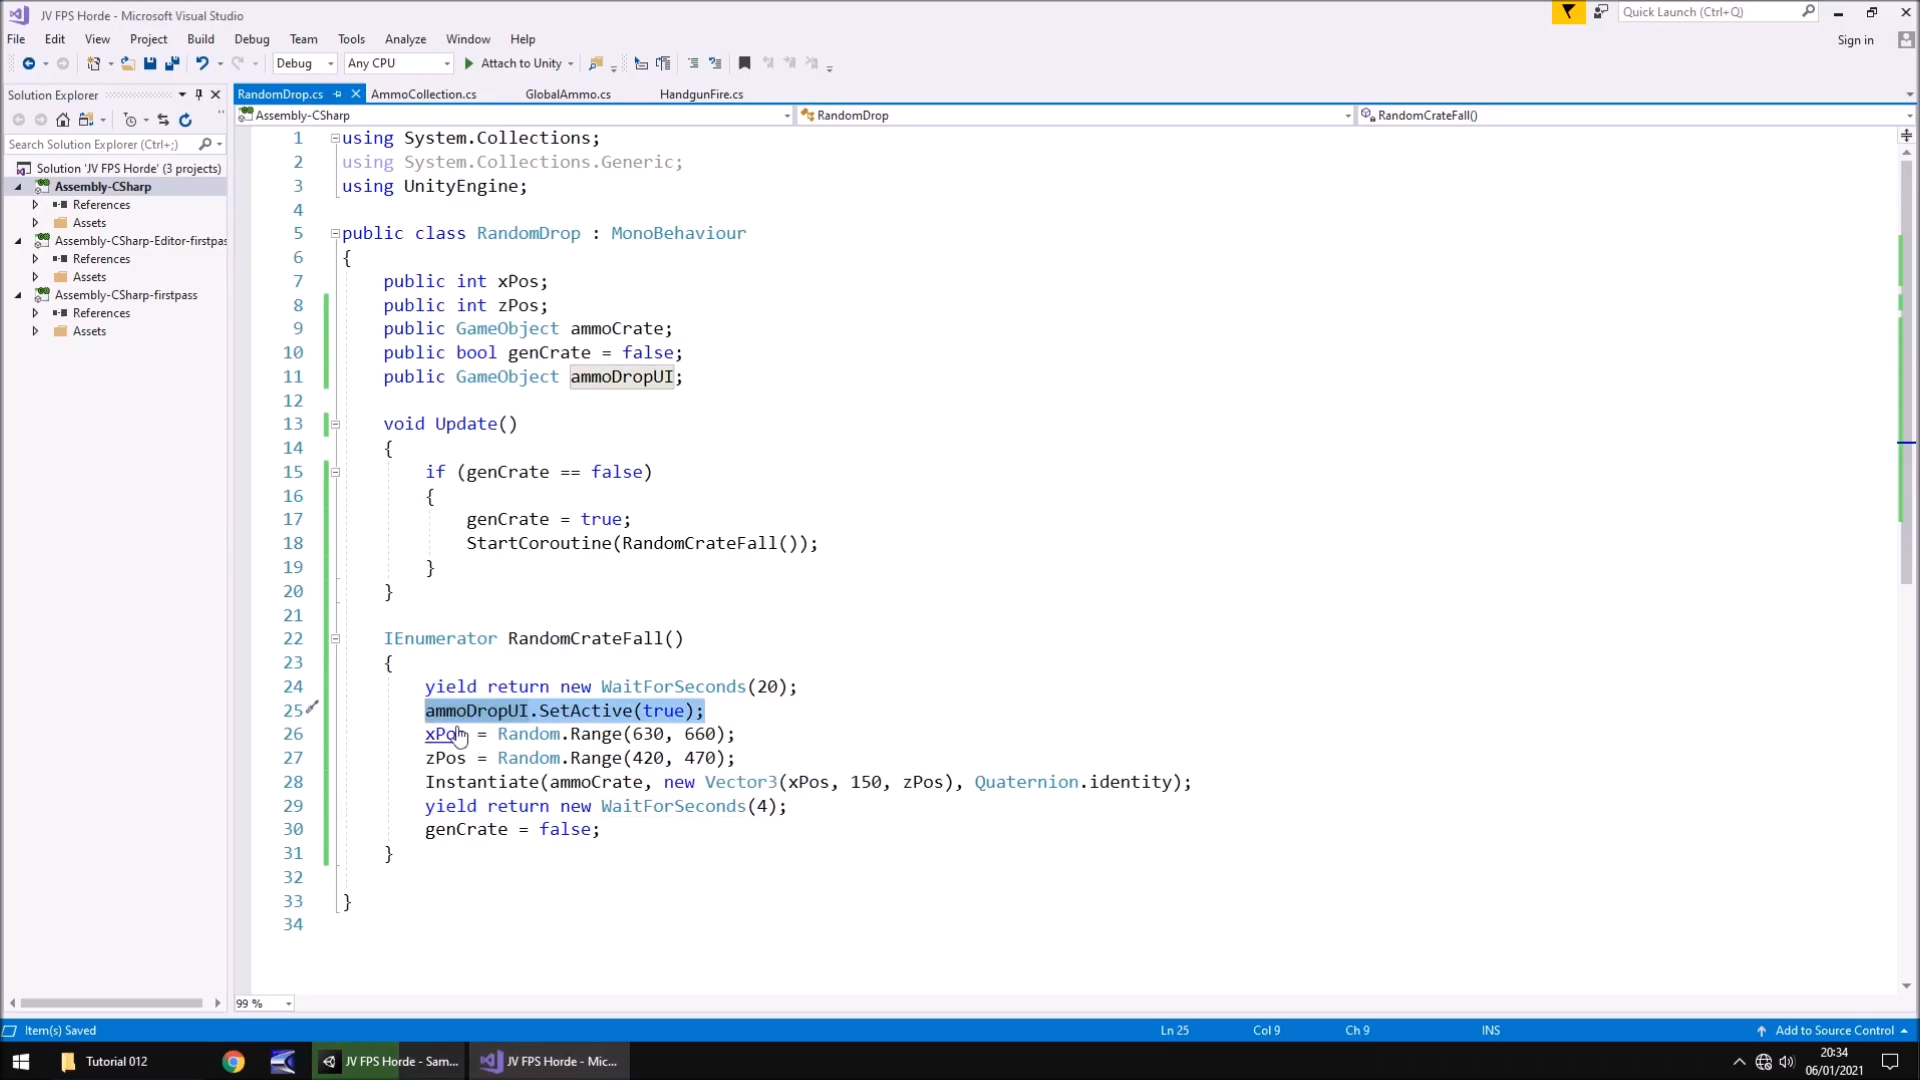 JV FPS Horde - Microsoft Visual Studio
Quick Launch (Ctrl+Q)
File Edit View Project Build Debug Team Tools Analyze Window Help
Sign in
Debug Any CPU Attach to Unity
Solution Explorer
RandomDrop.cs AmmoCollection.cs GlobalAmmo.cs HandgunFire.cs
Assembly-CSharp RandomDrop RandomCrateFall()
Search Solution Explorer (Ctrl+;)
Solution 'JV FPS Horde' (3 projects)
Assembly-CSharp
References
Assets
Assembly-CSharp-Editor-firstpas
References
Assets
Assembly-CSharp-firstpass
References
Assets
1 using System.Collections;
2 using System.Collections.Generic;
3 using UnityEngine;
4
5 public class RandomDrop : MonoBehaviour
6 {
7 public int xPos;
8 public int zPos;
9 public GameObject ammoCrate;
10 public bool genCrate = false;
11 public GameObject ammoDropUI;
12
13 void Update()
14 {
15 if (genCrate == false)
16 {
17 genCrate = true;
18 StartCoroutine(RandomCrateFall());
19 }
20 }
21
22 IEnumerator RandomCrateFall()
23 {
24 yield return new WaitForSeconds(20);
25 ammoDropUI.SetActive(true);
26 xPos = Random.Range(630, 660);
27 zPos = Random.Range(420, 470);
28 Instantiate(ammoCrate, new Vector3(xPos, 150, zPos), Quaternion.identity);
29 yield return new WaitForSeconds(4);
30 genCrate = false;
31 }
32
33 }
34
99 %
Item(s) Saved Ln 25 Col 9 Ch 9 INS Add to Source Control
Tutorial 012 JV FPS Horde - Sam... JV FPS Horde - Mic...
20:34
06/01/2021